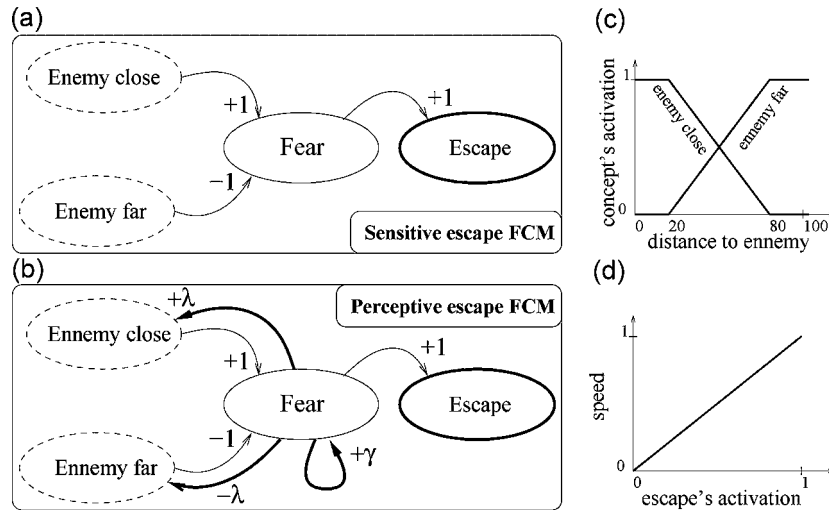 (a)
Enemy close
+1
Fear
+1
Escape
−1
Enemy far
Sensitive escape FCM
(b)
Perceptive escape FCM
+λ
Ennemy close
+1
Fear
+1
Escape
−1
Ennemy far
−λ
+γ
(c)
concept's activation
1
0
enemy close
ennemy far
0 20 80 100
distance to ennemy
(d)
speed
1
0
0 1
escape's activation